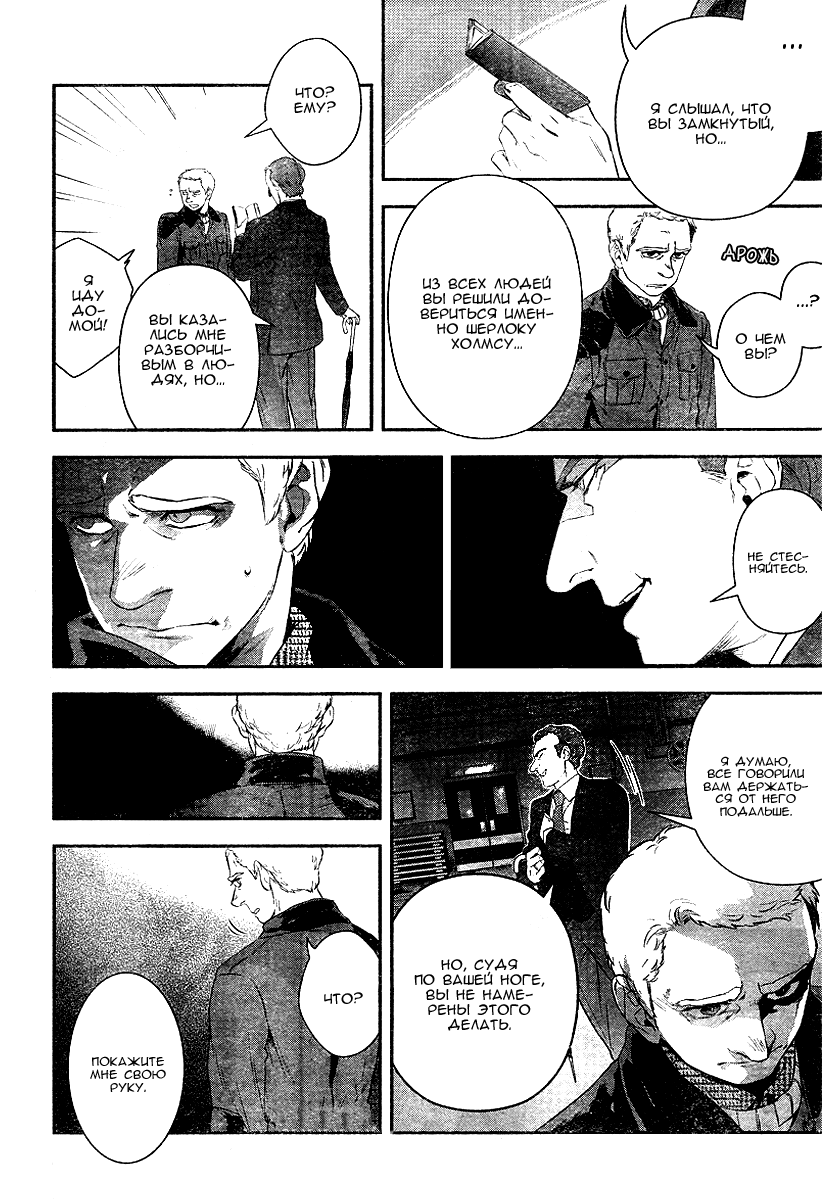 ...
Я СЛЫШАЛ, ЧТО
ВЫ ЗАМКНУТЫЙ,
НО...
ДРОЖЬ
...?
О ЧЕМ
ВЫ?
ИЗ ВСЕХ ЛЮДЕЙ
ВЫ РЕШИЛИ ДО-
ВЕРИТЬСЯ ИМЕН-
НО ШЕРЛОКУ
ХОЛМСУ...
ЧТО?
ЕМУ?
ВЫ КАЗА-
ЛИСЬ МНЕ
РАЗБОРЧИ-
ВЫМ В ЛЮ-
ДЯХ, НО...
Я
ИДУ
ДО-
МОЙ!
НЕ СТЕС-
НЯЙТЕСЬ.
Я ДУМАЮ,
ВСЕ ГОВОРИЛИ
ВАМ ДЕРЖАТЬ-
СЯ ОТ НЕГО
ПОДАЛЬШЕ.
НО, СУДЯ
ПО ВАШЕЙ НОГЕ,
ВЫ НЕ НАМЕ-
РЕНЫ ЭТОГО
ДЕЛАТЬ.
ЧТО?
ПОКАЖИТЕ
МНЕ СВОЮ
РУКУ.